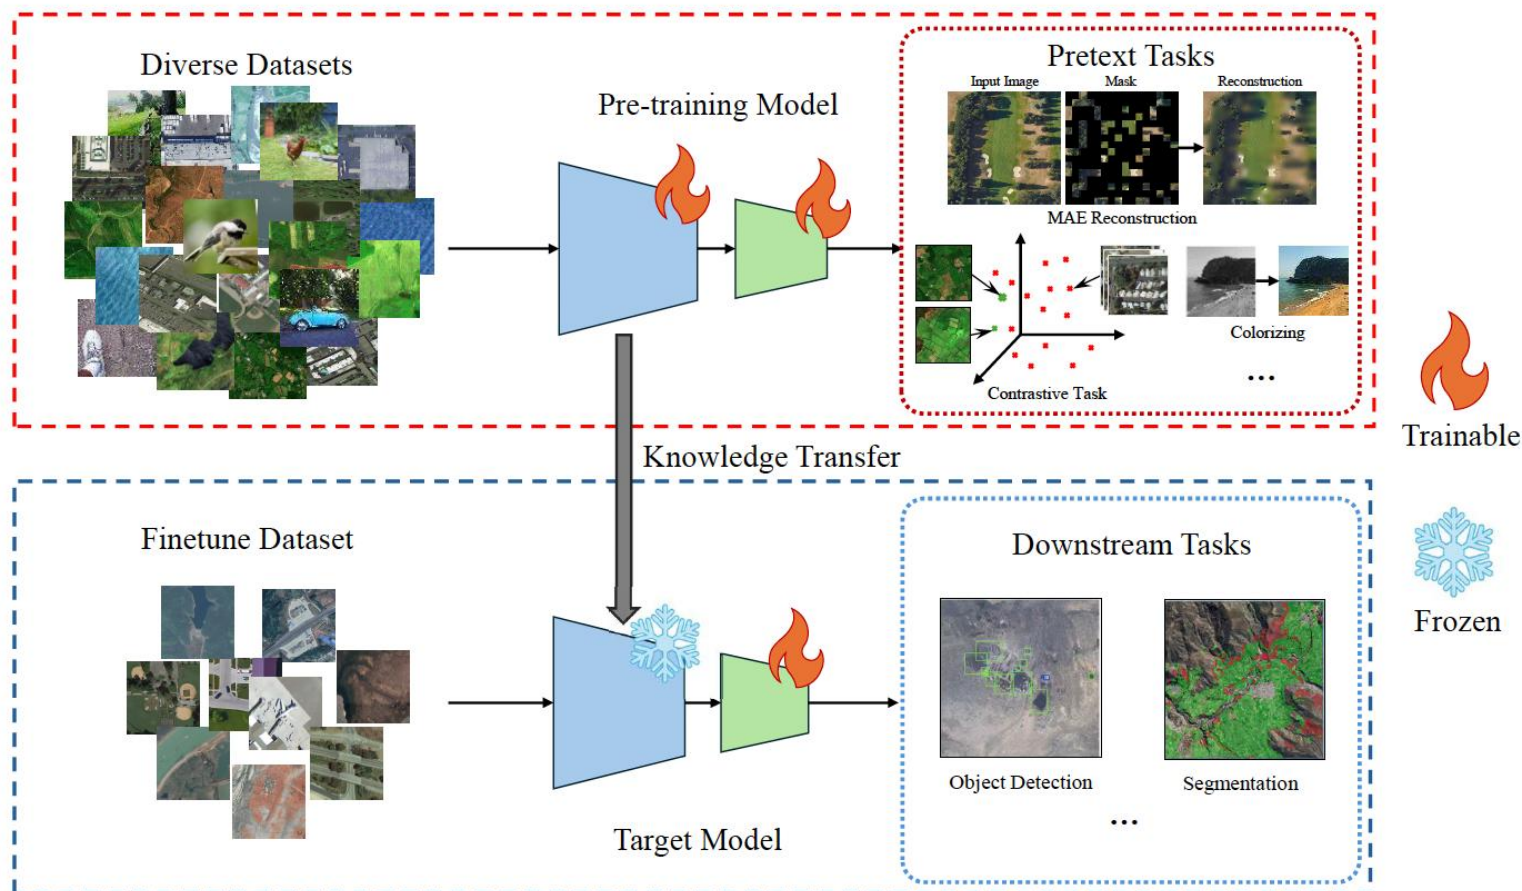 Diverse Datasets
Pre-training Model
Pretext Tasks
Input Image
Mask
Reconstruction
MAE Reconstruction
Contrastive Task
Colorizing
...
Trainable
Knowledge Transfer
Finetune Dataset
Target Model
Downstream Tasks
Object Detection
Segmentation
...
Frozen